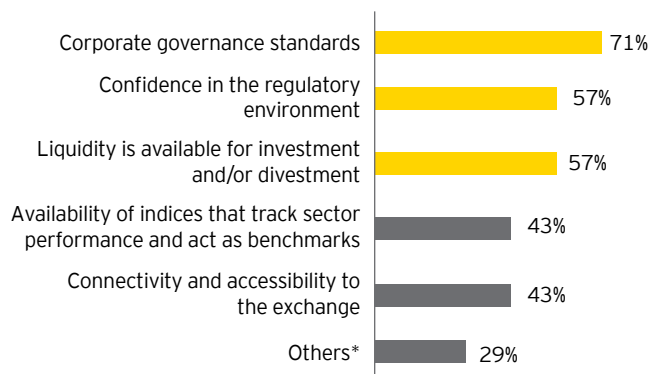 Corporate governance standards 71%
Confidence in the regulatory
environment 57%
Liquidity is available for investment
and/or divestment 57%
Availability of indices that track sector
performance and act as benchmarks 43%
Connectivity and accessibility to
the exchange 43%
Others* 29%